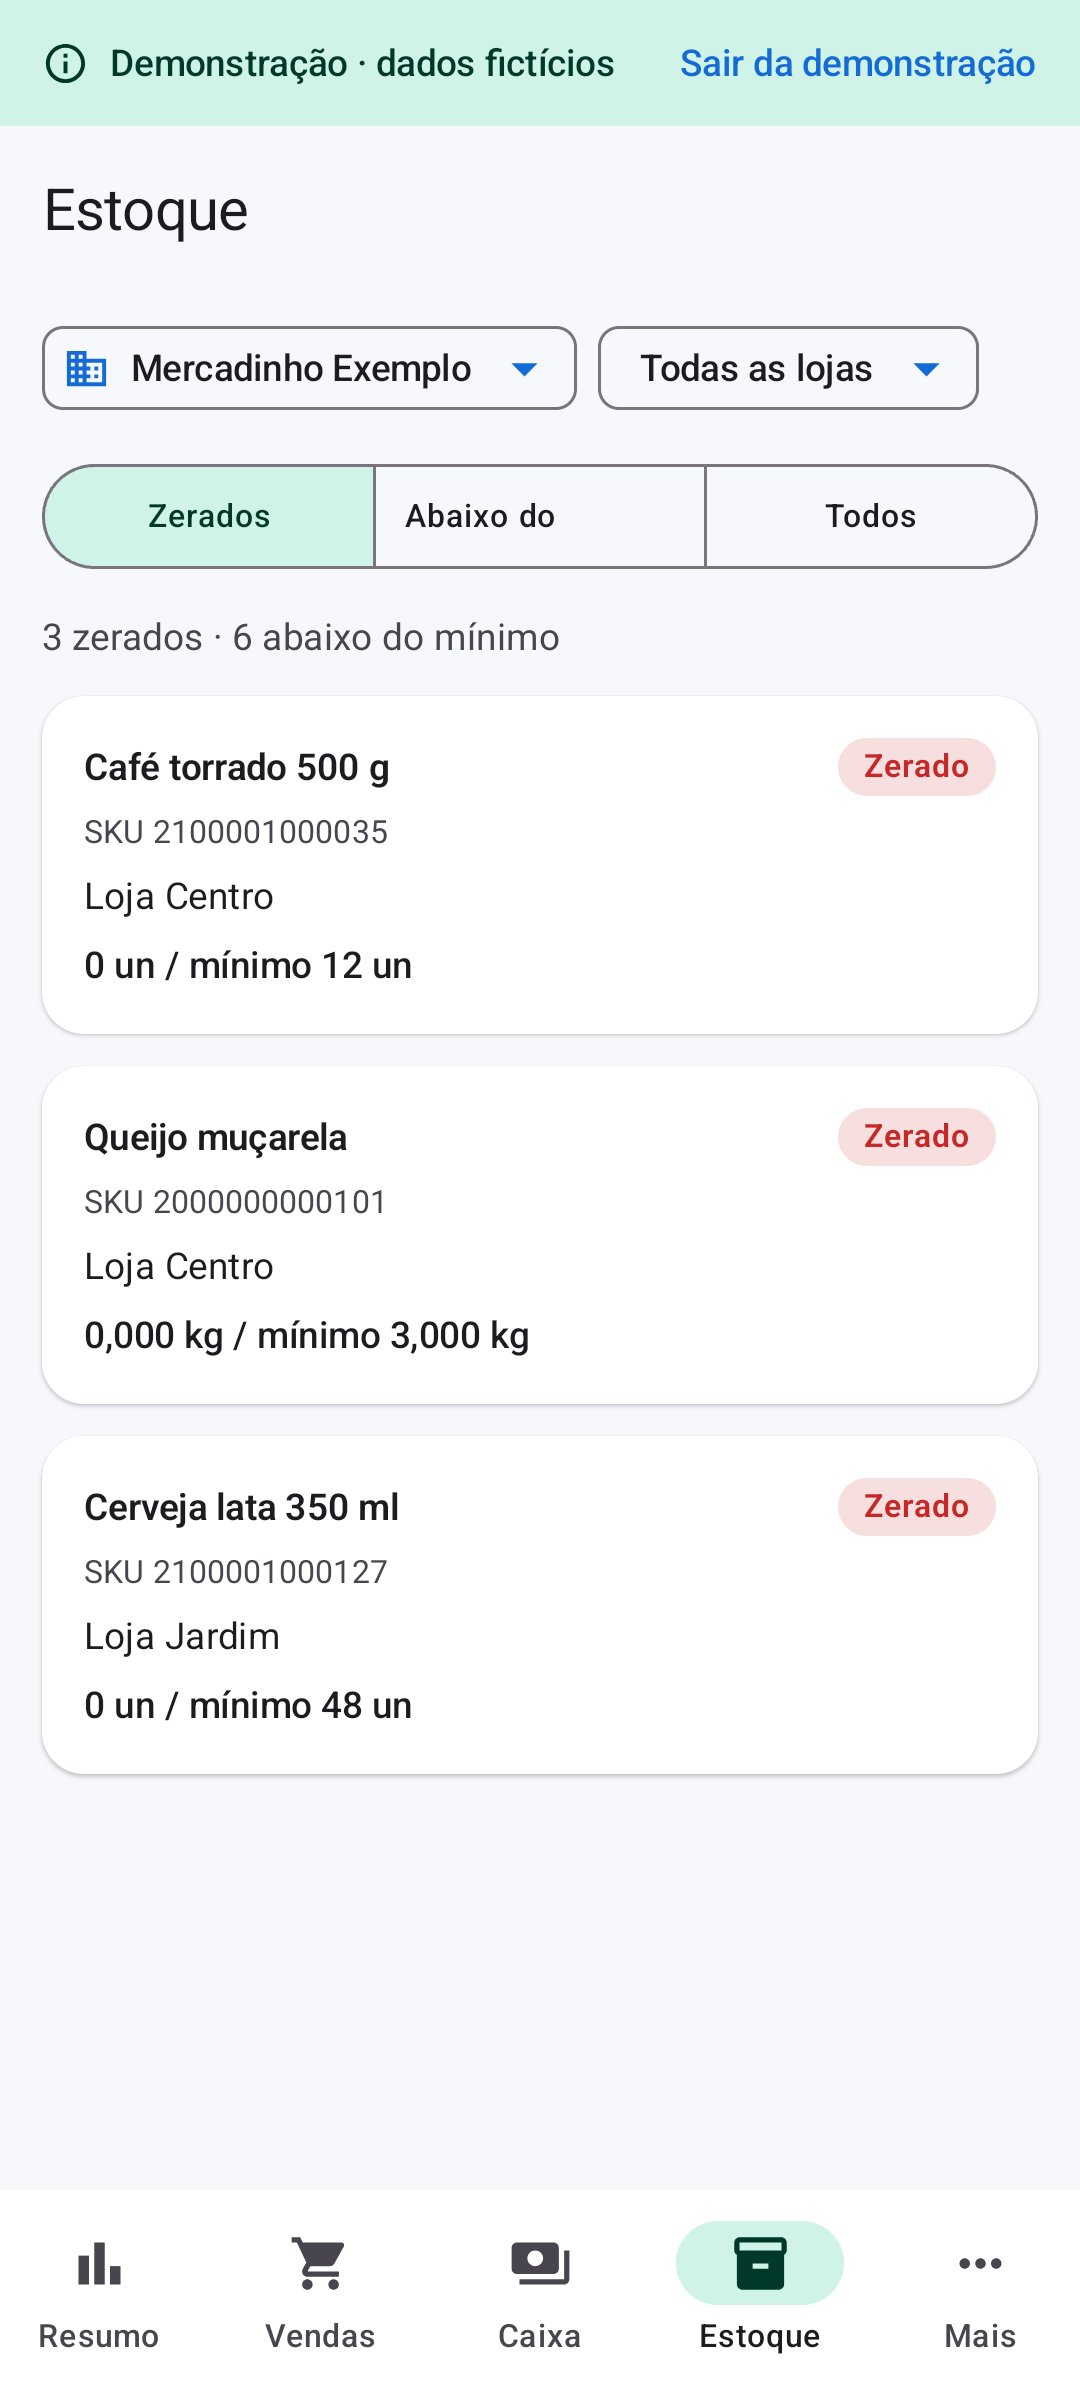 Demonstração · dados fictícios Sair da demonstração
Estoque
Mercadinho Exemplo Todas as lojas
Zerados Abaixo do Todos
3 zerados · 6 abaixo do mínimo
Café torrado 500 g Zerado
SKU 2100001000035
Loja Centro
0 un / mínimo 12 un
Queijo muçarela Zerado
SKU 2000000000101
Loja Centro
0,000 kg / mínimo 3,000 kg
Cerveja lata 350 ml Zerado
SKU 2100001000127
Loja Jardim
0 un / mínimo 48 un
Resumo Vendas Caixa Estoque Mais